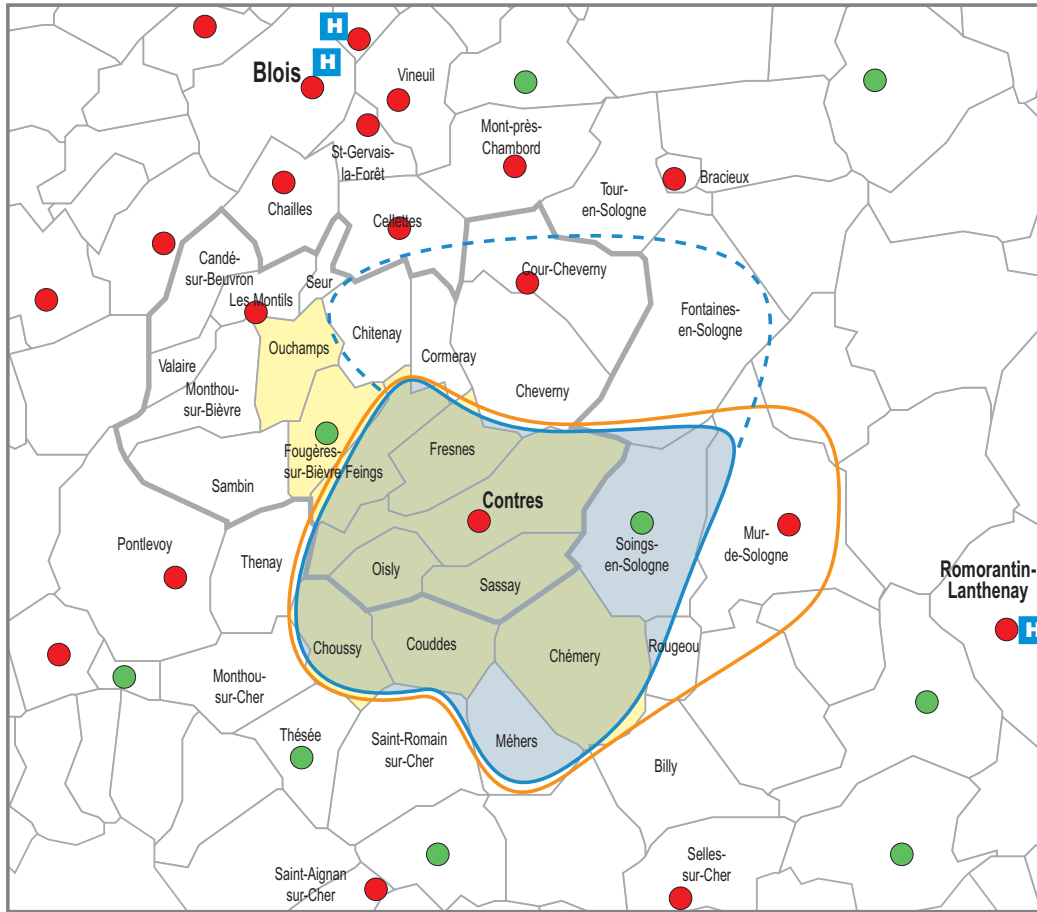 H
H
Blois
Vineuil
Mont-près-
Chambord
St-Gervais-
la-Forêt
Bracieux
Tour-
en-Sologne
Chailles
Cellettes
Candé-
sur-Beuvron
Seur
Cour-Cheverny
Les Montils
Fontaines-
en-Sologne
Chitenay
Ouchamps
Cormeray
Valaire
Monthou-
sur-Bièvre
Cheverny
Fougères-
sur-Bièvre
Feings
Fresnes
Sambin
Contres
Pontlevoy
Thenay
Oisly
Sassay
Soings-
en-Sologne
Mur-
de-Sologne
Romorantin-
Lanthenay
H
Choussy
Couddes
Chémery
Rougeou
Monthou-
sur-Cher
Thésée
Saint-Romain
sur-Cher
Méhers
Billy
Saint-Aignan
sur-Cher
Selles-
sur-Cher